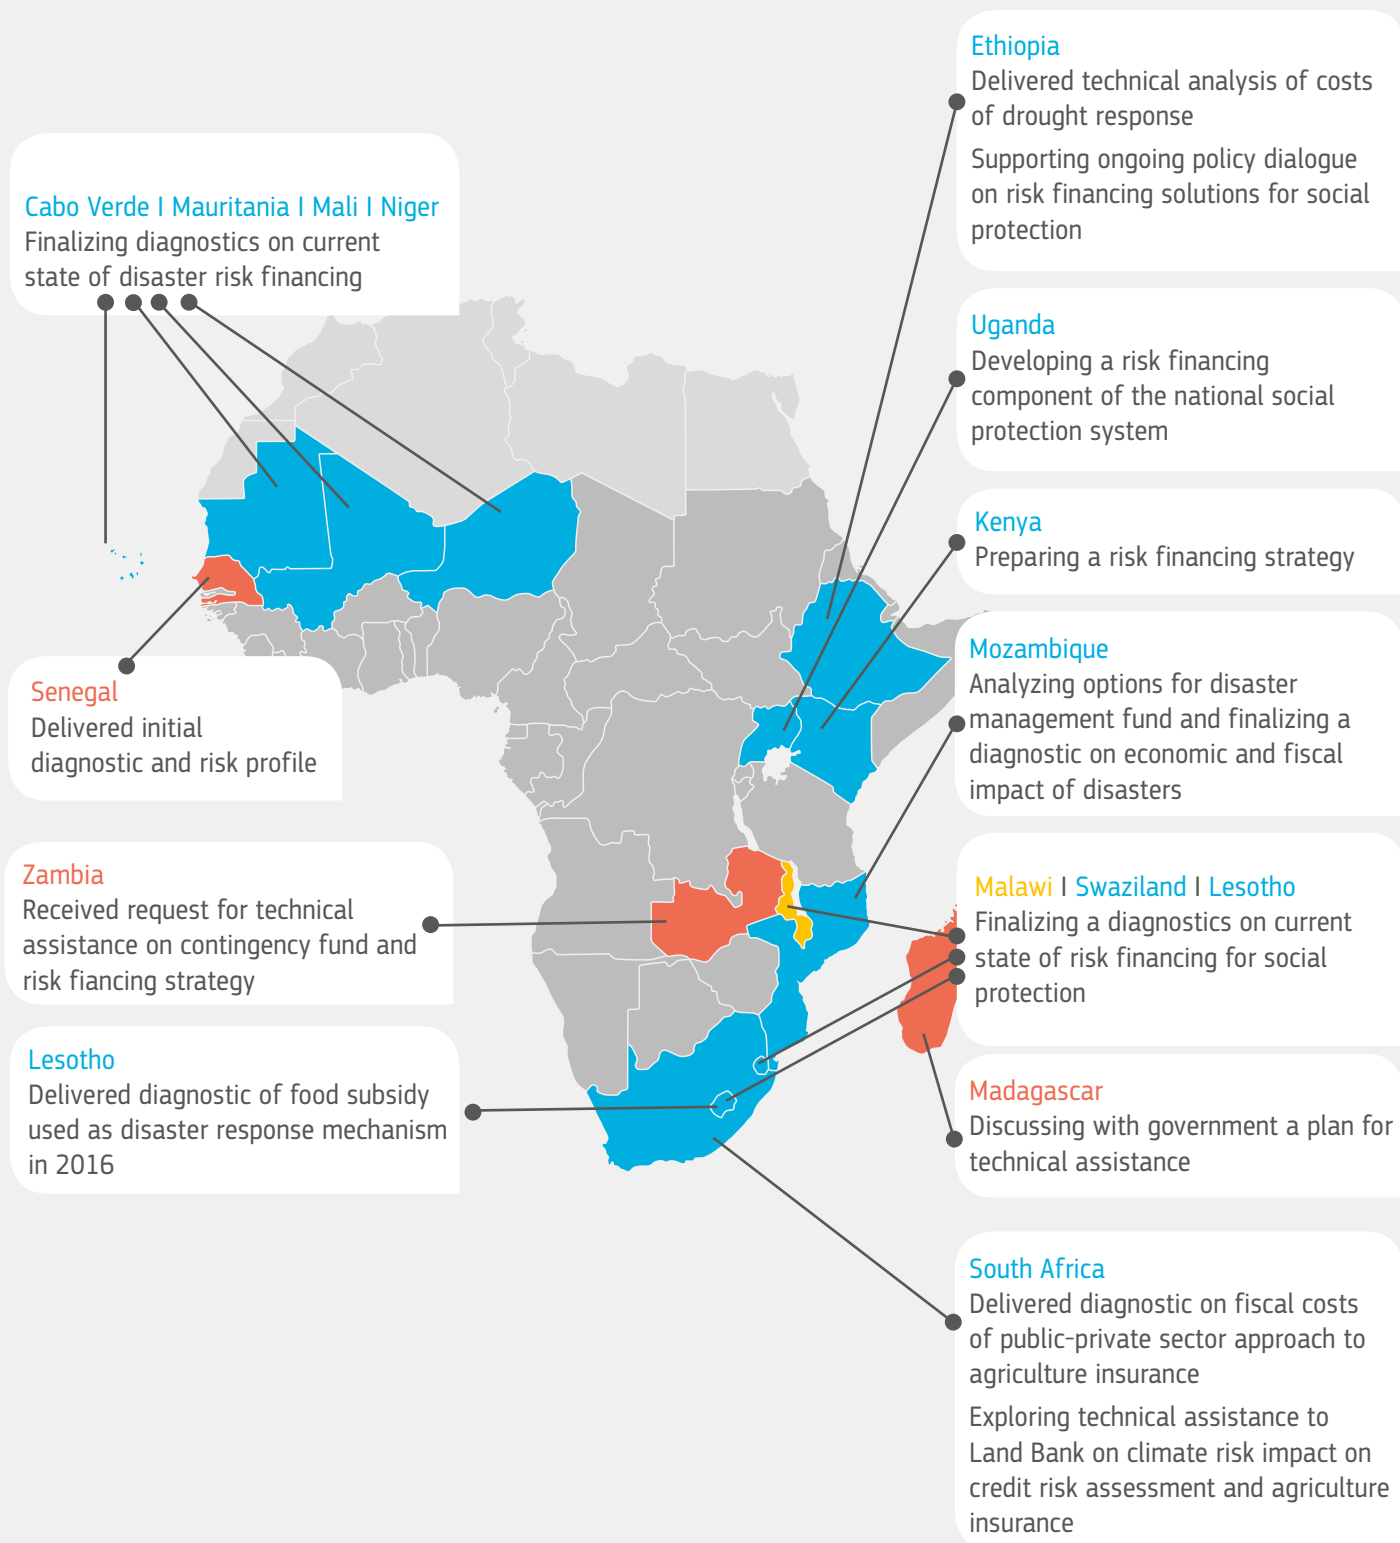 Cabo Verde I Mauritania I Mali I Niger
Finalizing diagnostics on current
state of disaster risk financing
Senegal
Delivered initial
diagnostic and risk profile
Zambia
Received request for technical
assistance on contingency fund and
risk fiancing strategy
Lesotho
Delivered diagnostic of food subsidy
used as disaster response mechanism
in 2016
Ethiopia
Delivered technical analysis of costs
of drought response
Supporting ongoing policy dialogue
on risk financing solutions for social
protection
Uganda
Developing a risk financing
component of the national social
protection system
Kenya
Preparing a risk financing strategy
Mozambique
Analyzing options for disaster
management fund and finalizing a
diagnostic on economic and fiscal
impact of disasters
Malawi I Swaziland I Lesotho
Finalizing a diagnostics on current
state of risk financing for social
protection
Madagascar
Discussing with government a plan for
technical assistance
South Africa
Delivered diagnostic on fiscal costs
of public-private sector approach to
agriculture insurance
Exploring technical assistance to
Land Bank on climate risk impact on
credit risk assessment and agriculture
insurance